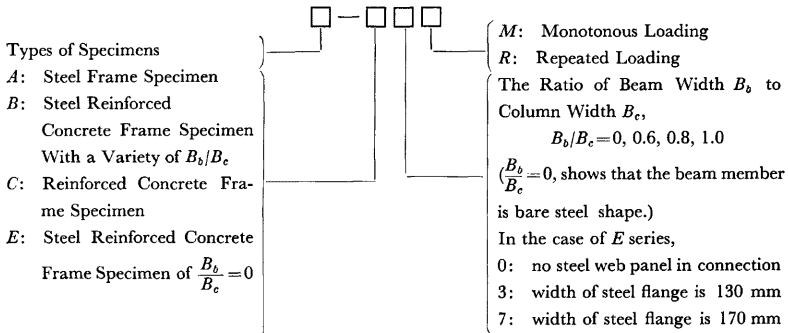 □—□□□
Types of Specimens
A: Steel Frame Specimen
B: Steel Reinforced
Concrete Frame Specimen
With a Variety of B_b/B_c
C: Reinforced Concrete Fra-
me Specimen
E: Steel Reinforced Concrete
Frame Specimen of B_b/B_c=0
M: Monotonous Loading
R: Repeated Loading
The Ratio of Beam Width B_b to
Column Width B_c,
B_b/B_c=0, 0.6, 0.8, 1.0
(B_b/B_c=0, shows that the beam member
is bare steel shape.)
In the case of E series,
0: no steel web panel in connection
3: width of steel flange is 130 mm
7: width of steel flange is 170 mm